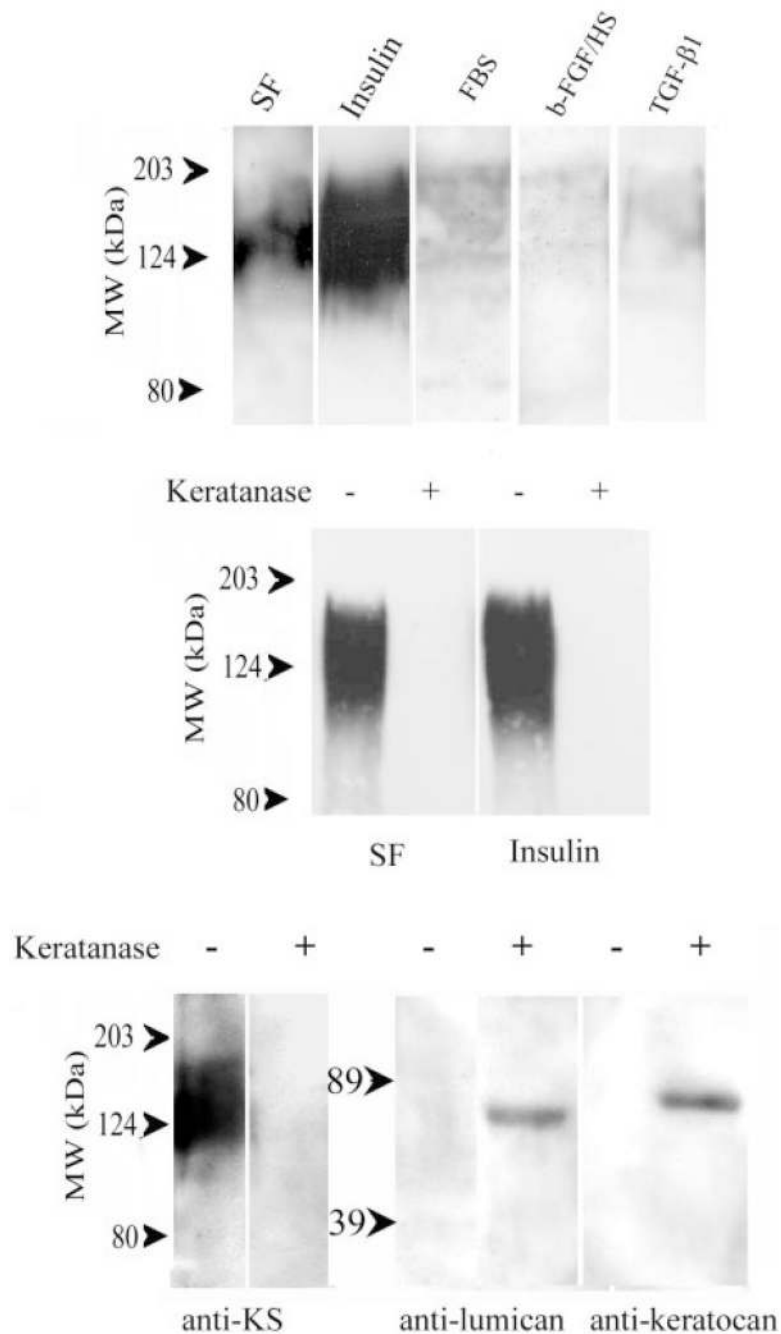 SF Insulin FBS b-FGF/HS TGF-β1
203
124
80
MW (kDa)
Keratanase - + - +
203
124
80
MW (kDa)
SF Insulin
Keratanase - + - + - +
203
124
80
MW (kDa)
89
39
anti-KS anti-lumican anti-keratocan